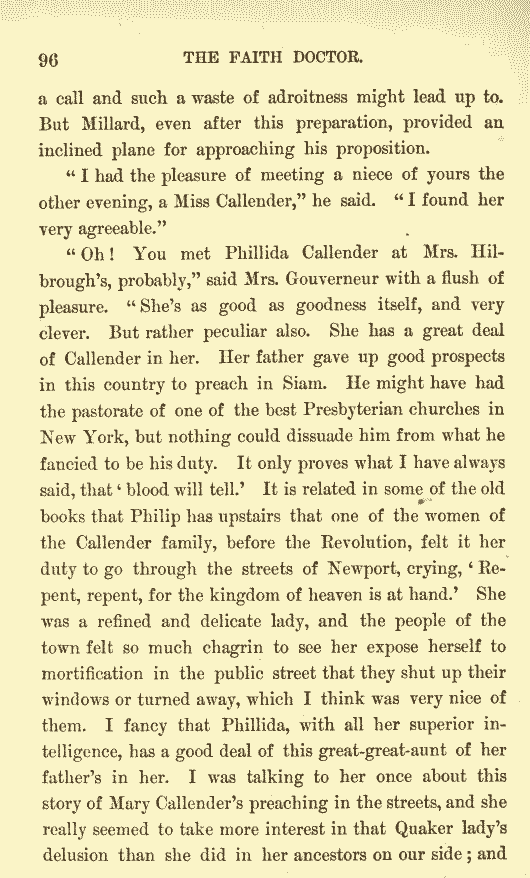 96 THE FAITH DOCTOR.
a call and such a waste of adroitness might lead up to.
But Millard, even after this preparation, provided an
inclined plane for approaching his proposition.
“ I had the pleasure of meeting a niece of yours the
other evening, a Miss Callender,” he said. “ I found her
very agreeable.”
“ Oh ! You met Phillida Callender at Mrs. Hil-
brough’s, probably,” said Mrs. Gouverneur with a flush of
pleasure. “ She’s as good as goodness itself, and very
clever. But rather peculiar also. She has a great deal
of Callender in her. Her father gave up good prospects
in this country to preach in Siam. He might have had
the pastorate of one of the best Presbyterian churches in
New York, but nothing could dissuade him from what he
fancied to be his duty. It only proves what I have always
said, that ‘ blood will tell.’ It is related in some of the old
books that Philip has upstairs that one of the women of
the Callender family, before the Revolution, felt it her
duty to go through the streets of Newport, crying, ‘ Re-
pent, repent, for the kingdom of heaven is at hand.’ She
was a refined and delicate lady, and the people of the
town felt so much chagrin to see her expose herself to
mortification in the public street that they shut up their
windows or turned away, which I think was very nice of
them. I fancy that Phillida, with all her superior in-
telligence, has a good deal of this great-great-aunt of her
father’s in her. I was talking to her once about this
story of Mary Callender’s preaching in the streets, and she
really seemed to take more interest in that Quaker lady’s
delusion than she did in her ancestors on our side ; and